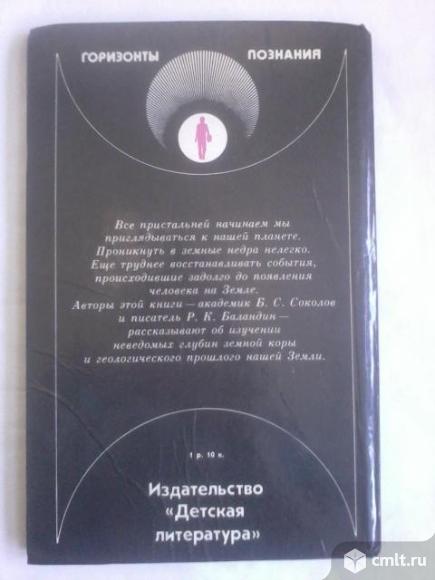 ГОРИЗОНТЫ ПОЗНАНИЯ
Все пристальней начинаем мы
приглядываться к нашей планете.
Проникнуть в земные недра нелегко.
Еще труднее восстанавливать события,
происходившие задолго до появления
человека на Земле.
Авторы этой книги — академик Б. С. Соколов
и писатель Р. К. Баландин —
рассказывают об изучении
неведомых глубин земной коры
и геологического прошлого нашей Земли.
1 р. 10 к.
Издательство
«Детская
литература»
cmlt.ru